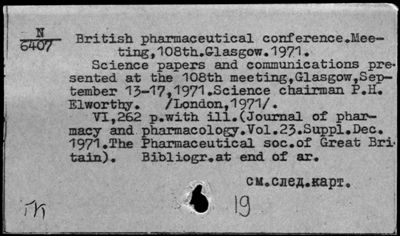 N
6407
British pharmaceutical conference.Mee-
ting,108th.Glasgow.1971.
Science papers and communications pre-
sented at the 108th meeting,Glasgow,Sep-
tember 13-17,1971.Science chairman P.H.
Elworthy. /London,1971/.
VI,262 p.with ill.(Journal of phar-
macy and pharmacology.Vol.23.Suppl.Dec.
1971.The Pharmaceutical soc.of Great Bri-
tain). Bibliogr.at end of ar.
см.след.карт.
19